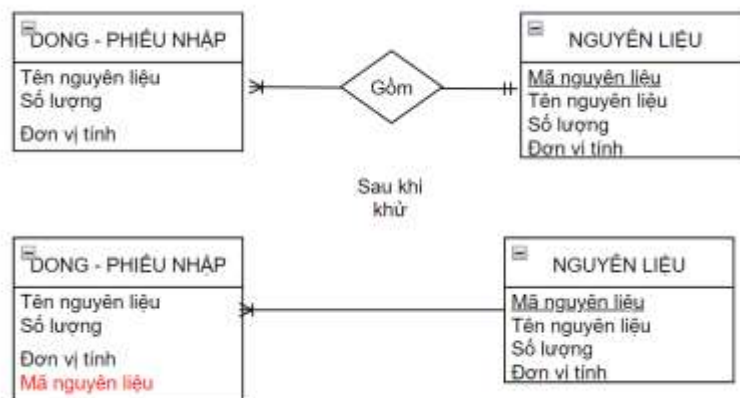 DONG - PHIẾU NHẬP
Tên nguyên liệu
Số lượng
Đơn vị tính
Gồm
NGUYÊN LIỆU
Mã nguyên liệu
Tên nguyên liệu
Số lượng
Đơn vị tính
Sau khi
khử
DONG - PHIẾU NHẬP
Tên nguyên liệu
Số lượng
Đơn vị tính
Mã nguyên liệu
NGUYÊN LIỆU
Mã nguyên liệu
Tên nguyên liệu
Số lượng
Đơn vị tính